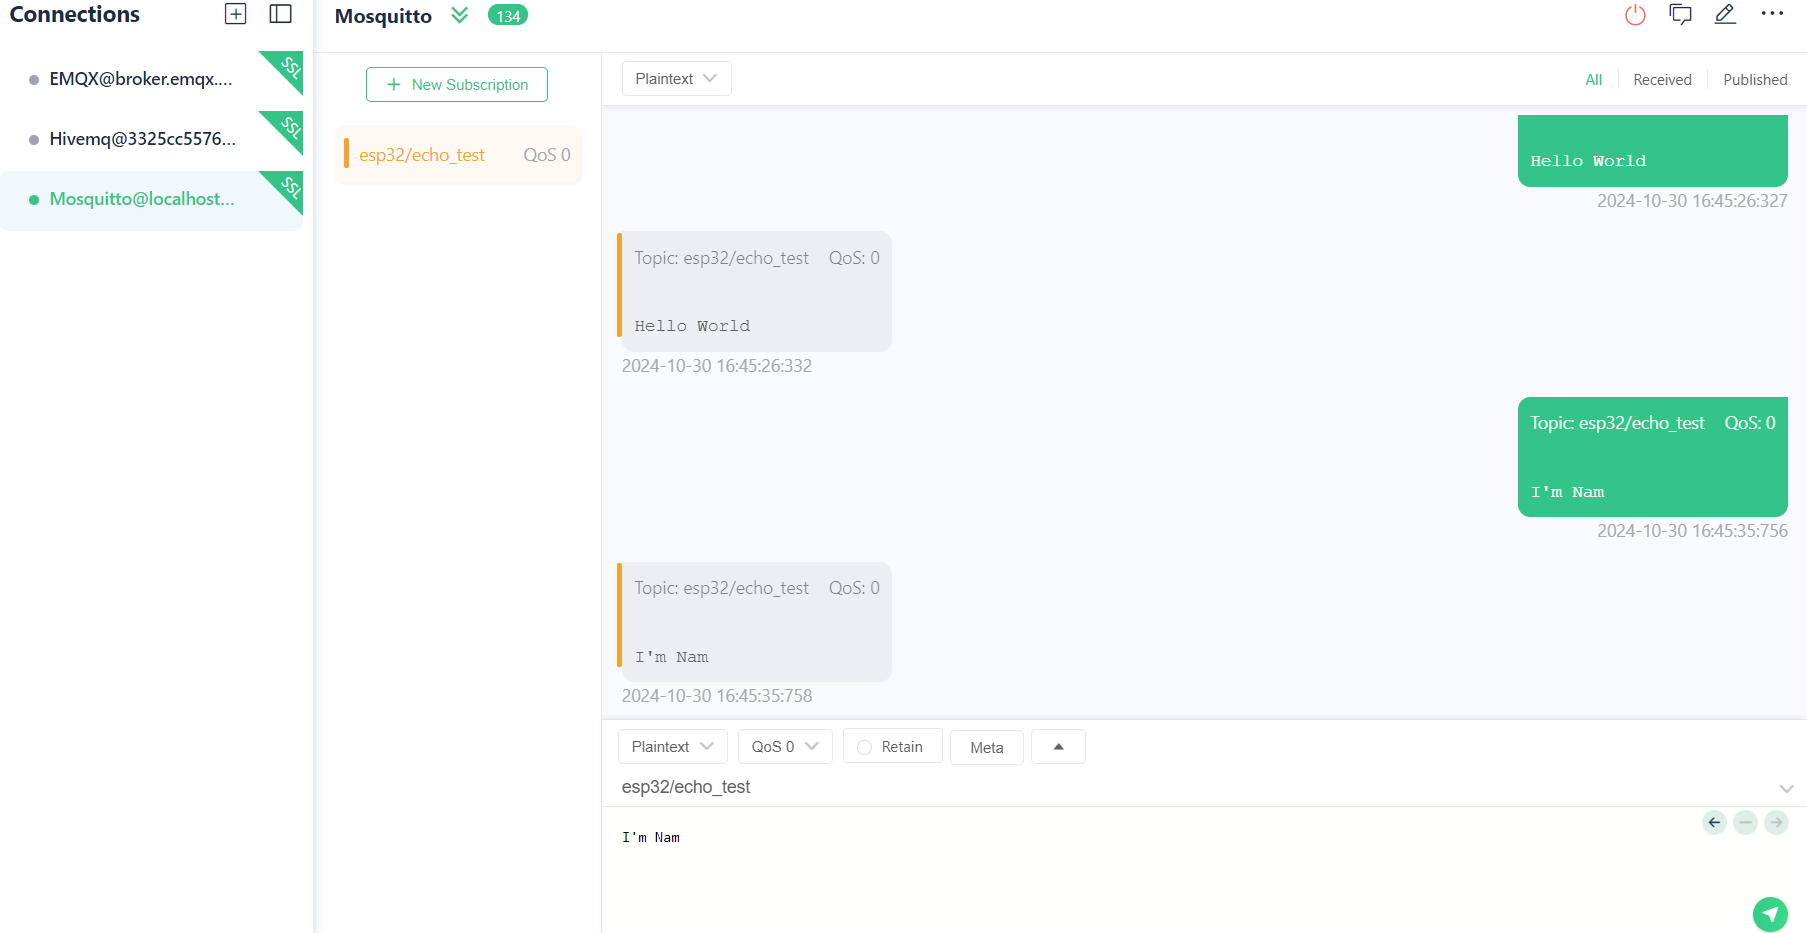 Connections
EMQX@broker.emqx....
SSL
Hivemq@3325cc5576...
SSL
Mosquitto@localhost...
SSL
Mosquitto 134
New Subscription
esp32/echo_test QoS 0
Plaintext
All Received Published
Hello World
2024-10-30 16:45:26:327
Topic: esp32/echo_test QoS: 0
Hello World
2024-10-30 16:45:26:332
Topic: esp32/echo_test QoS: 0
I'm Nam
2024-10-30 16:45:35:756
Topic: esp32/echo_test QoS: 0
I'm Nam
2024-10-30 16:45:35:758
Plaintext QoS 0 Retain Meta
esp32/echo_test
I'm Nam